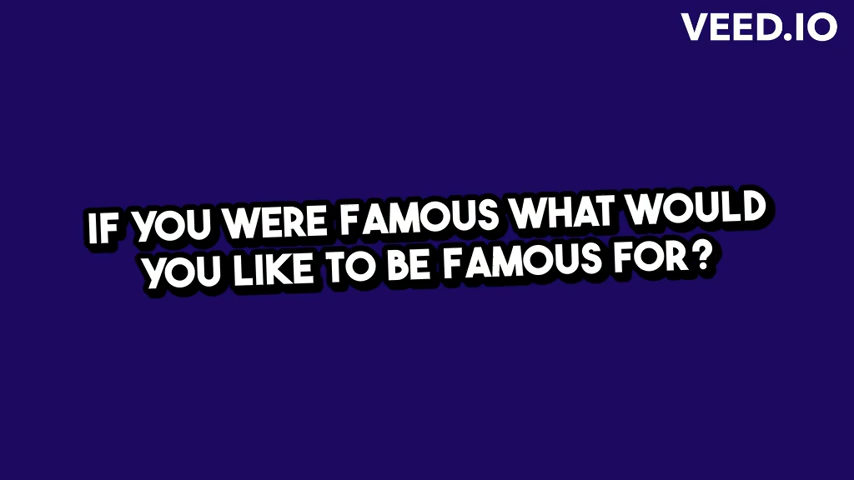 VEED.IO
IF YOU WERE FAMOUS WHAT WOULD
YOU LIKE TO BE FAMOUS FOR?